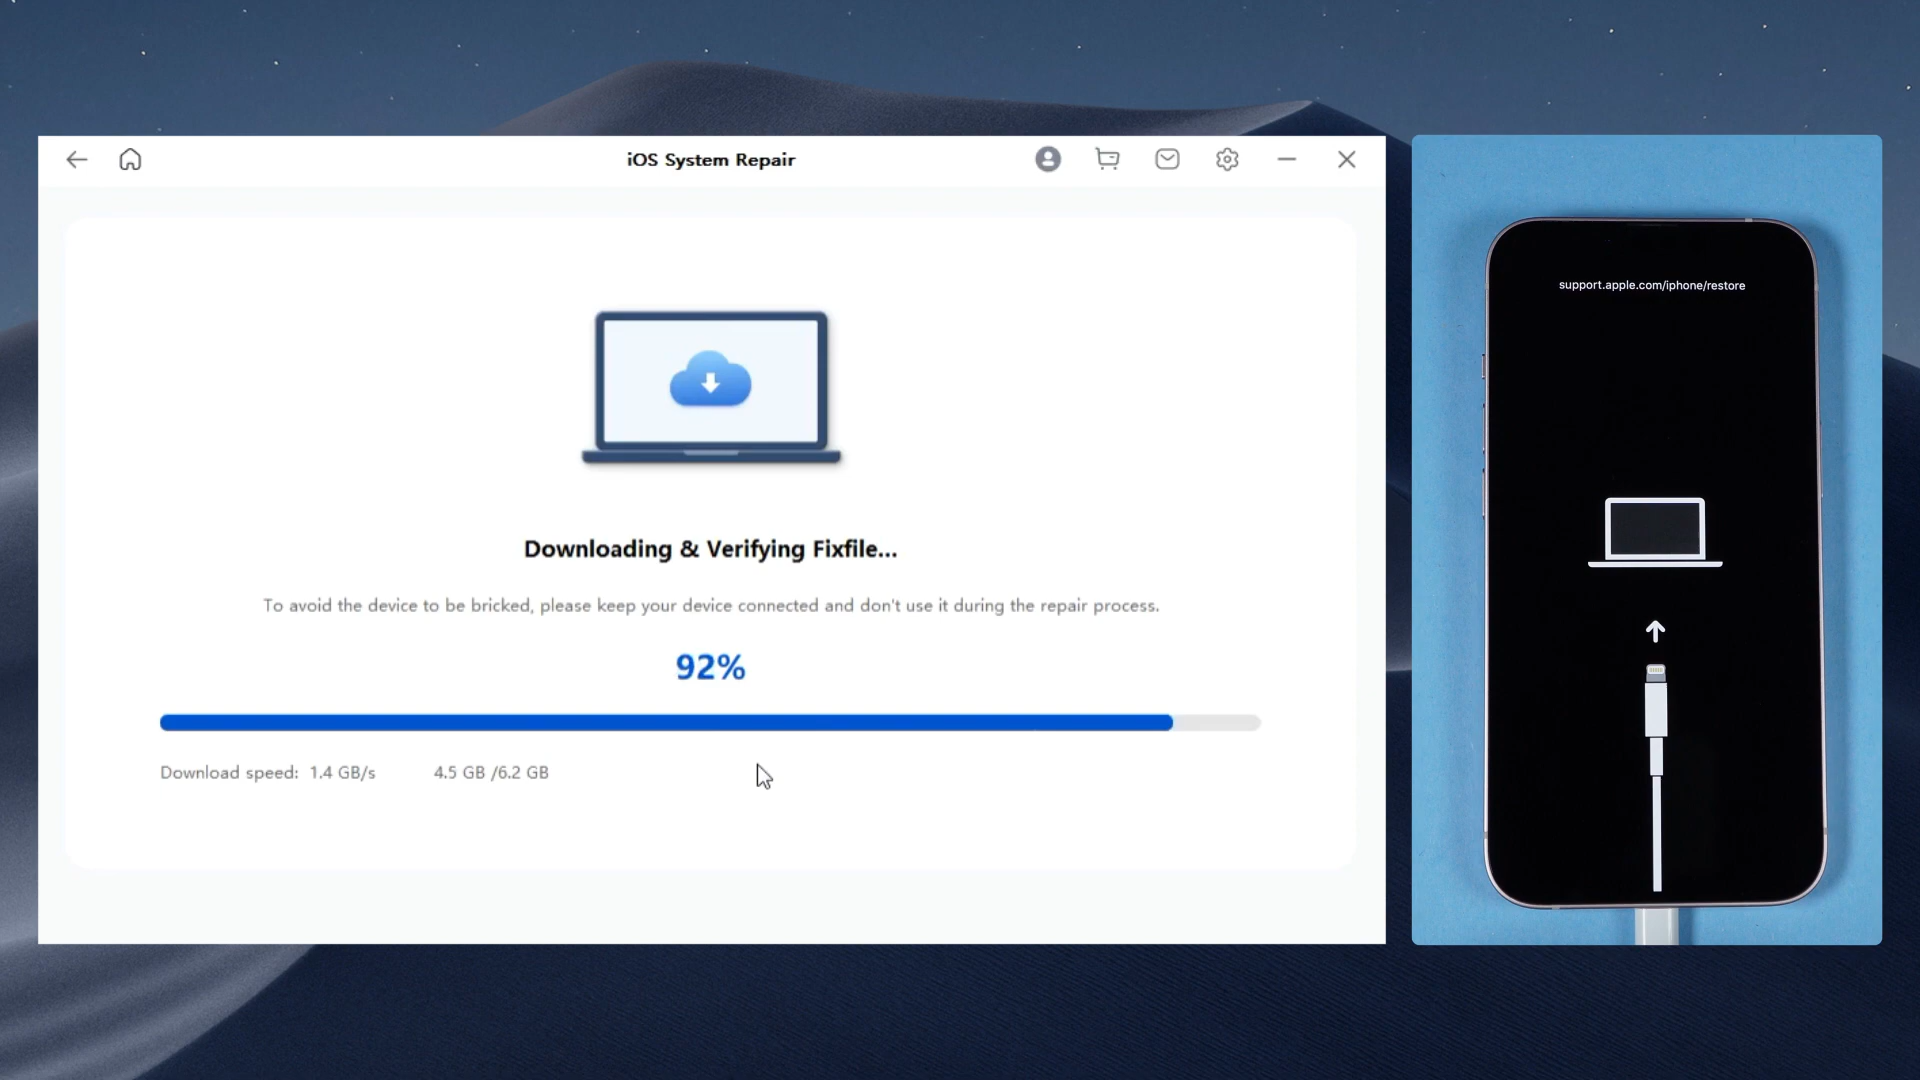 iOS System Repair
support.apple.com/iphone/restore
Downloading & Verifying Fixfile...
To avoid the device to be bricked, please keep your device connected and don't use it during the repair process.
92%
Download speed: 1.4 GB/s 4.5 GB /6.2 GB